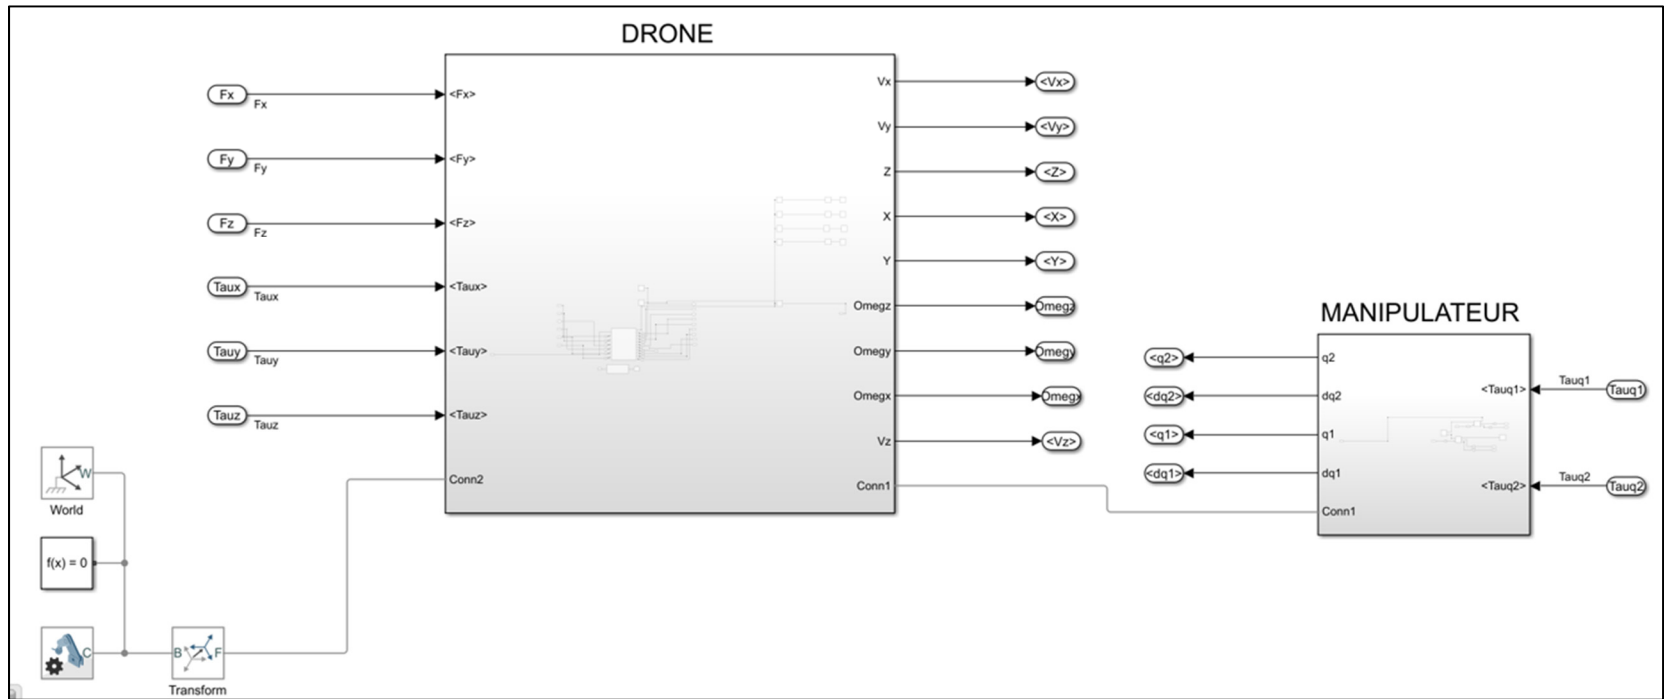 DRONE
Fx
Fx
<Fx>
Fy
Fy
<Fy>
Fz
Fz
<Fz>
Taux
Taux
<Taux>
Tauy
Tauy
<Tauy>
Tauz
Tauz
<Tauz>
Conn2
Vx
<Vx>
Vy
<Vy>
Z
<Z>
X
<X>
Y
<Y>
Omegz
Omegz
Omegy
Omegy
Omegx
Omegx
Vz
<Vz>
Conn1
MANIPULATEUR
<q2>
q2
<dq2>
dq2
<q1>
q1
<dq1>
dq1
Conn1
<Tauq1>
Tauq1
Tauq1
<Tauq2>
Tauq2
Tauq2
W
World
f(x) = 0
C
B
F
Transform